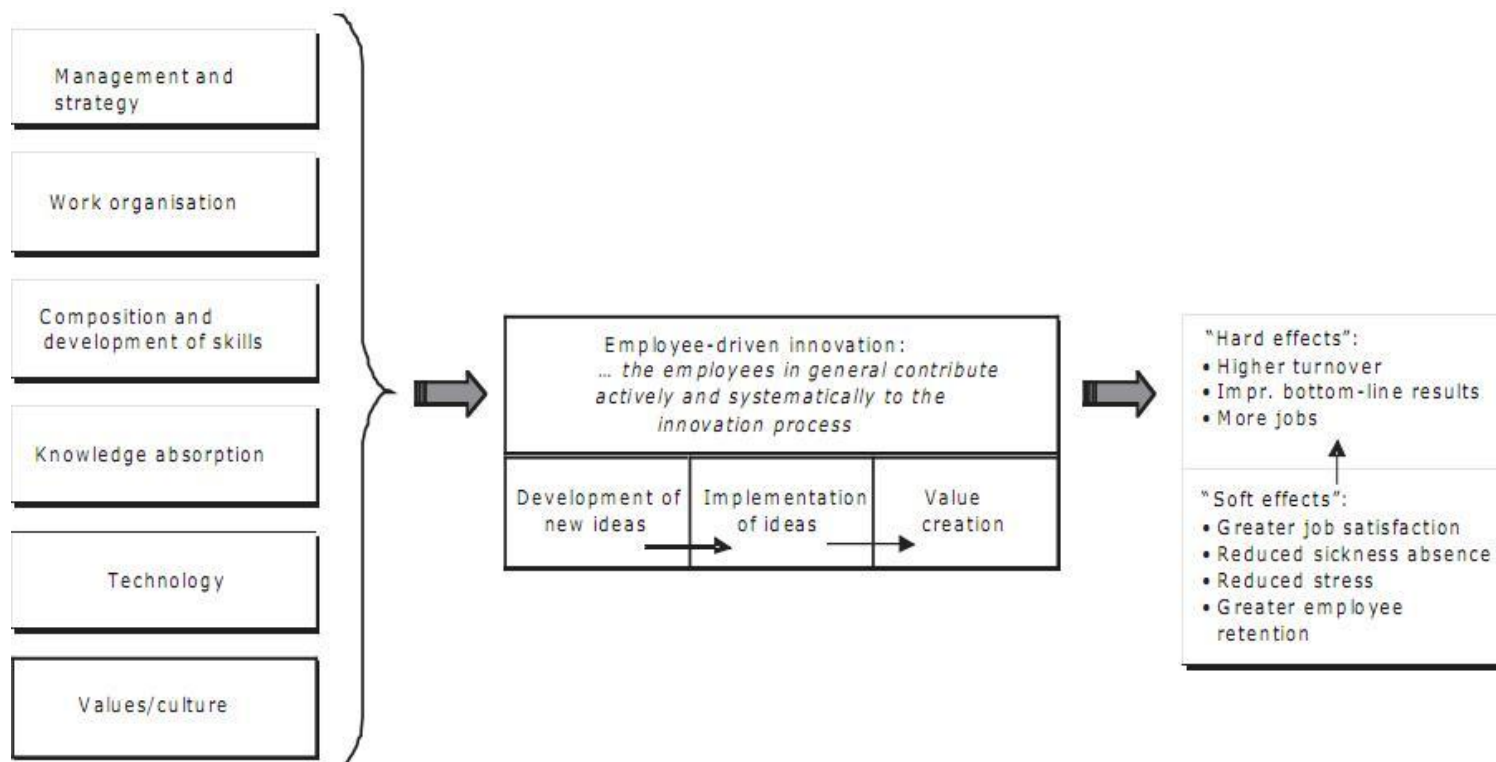 Management and
strategy
Work organisation
Composition and
development of skills
Knowledge absorption
Technology
Values/culture
Employee-driven innovation:
… the employees in general contribute
actively and systematically to the
innovation process
Development of
new ideas
Implementation
of ideas
Value
creation
"Hard effects":
• Higher turnover
• Impr. bottom-line results
• More jobs
"Soft effects":
• Greater job satisfaction
• Reduced sickness absence
• Reduced stress
• Greater employee
retention